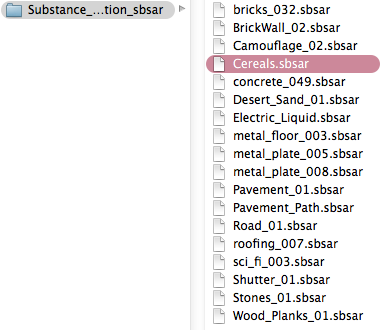 Substance_...tion_sbsar
bricks_032.sbsar
BrickWall_02.sbsar
Camouflage_02.sbsar
Cereals.sbsar
concrete_049.sbsar
Desert_Sand_01.sbsar
Electric_Liquid.sbsar
metal_floor_003.sbsar
metal_plate_005.sbsar
metal_plate_008.sbsar
Pavement_01.sbsar
Pavement_Path.sbsar
Road_01.sbsar
roofing_007.sbsar
sci_fi_003.sbsar
Shutter_01.sbsar
Stones_01.sbsar
Wood_Planks_01.sbsar